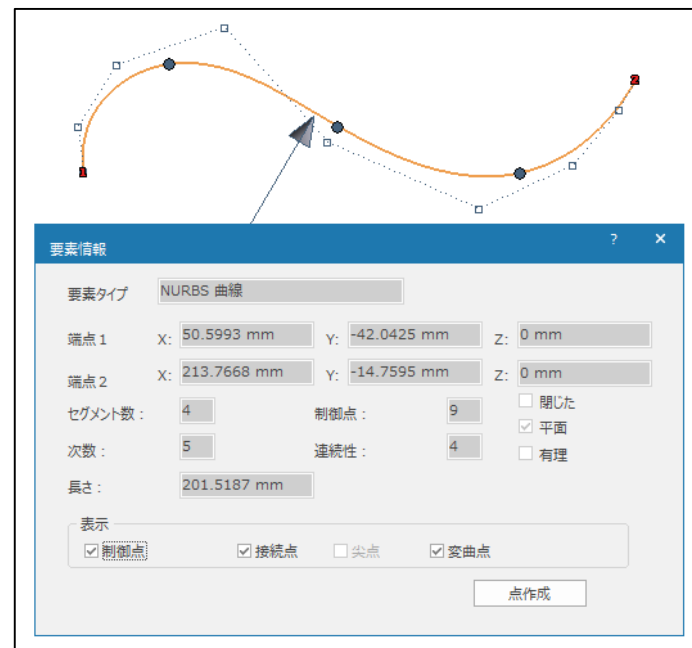 1
2
要素情報 ? ×
要素タイプ NURBS 曲線
端点1 X: 50.5993 mm Y: -42.0425 mm Z: 0 mm
端点2 X: 213.7668 mm Y: -14.7595 mm Z: 0 mm
セグメント数: 4 制御点: 9 閉じた
平面
次数: 5 連続性: 4 有理
長さ: 201.5187 mm
表示
制御点 接続点 尖点 変曲点
点作成